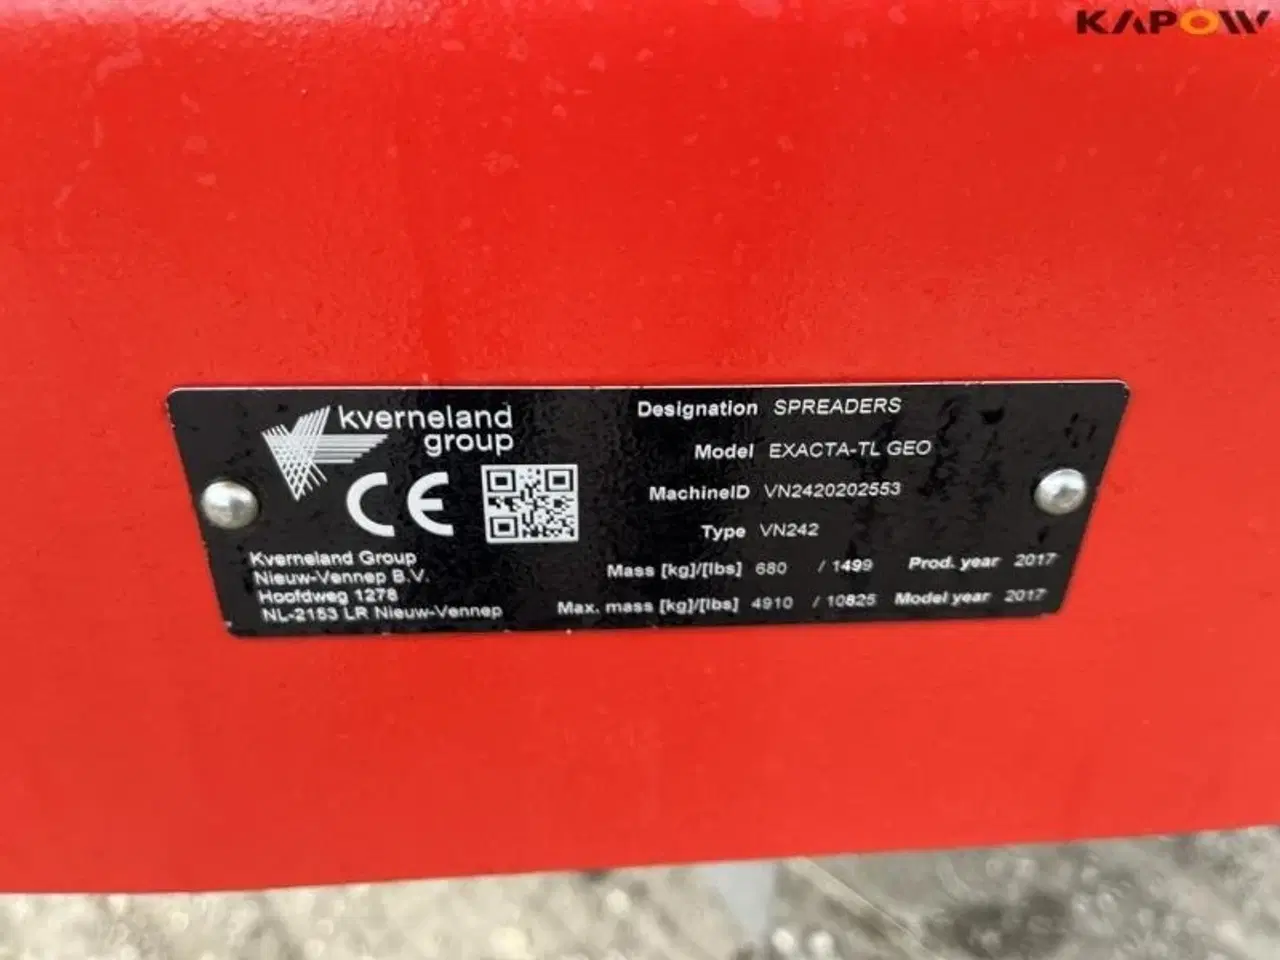 KAPOW
kverneland
group
CE
Kverneland Group
Nieuw-Vennep B.V.
Hoofdweg 1278
NL-2153 LR Nieuw-Vennep
Designation SPREADERS
Model EXACTA-TL GEO
MachineID VN2420202553
Type VN242
Mass [kg]/[lbs] 680 / 1499 Prod. year 2017
Max. mass [kg]/[lbs] 4910 / 10825 Model year 2017